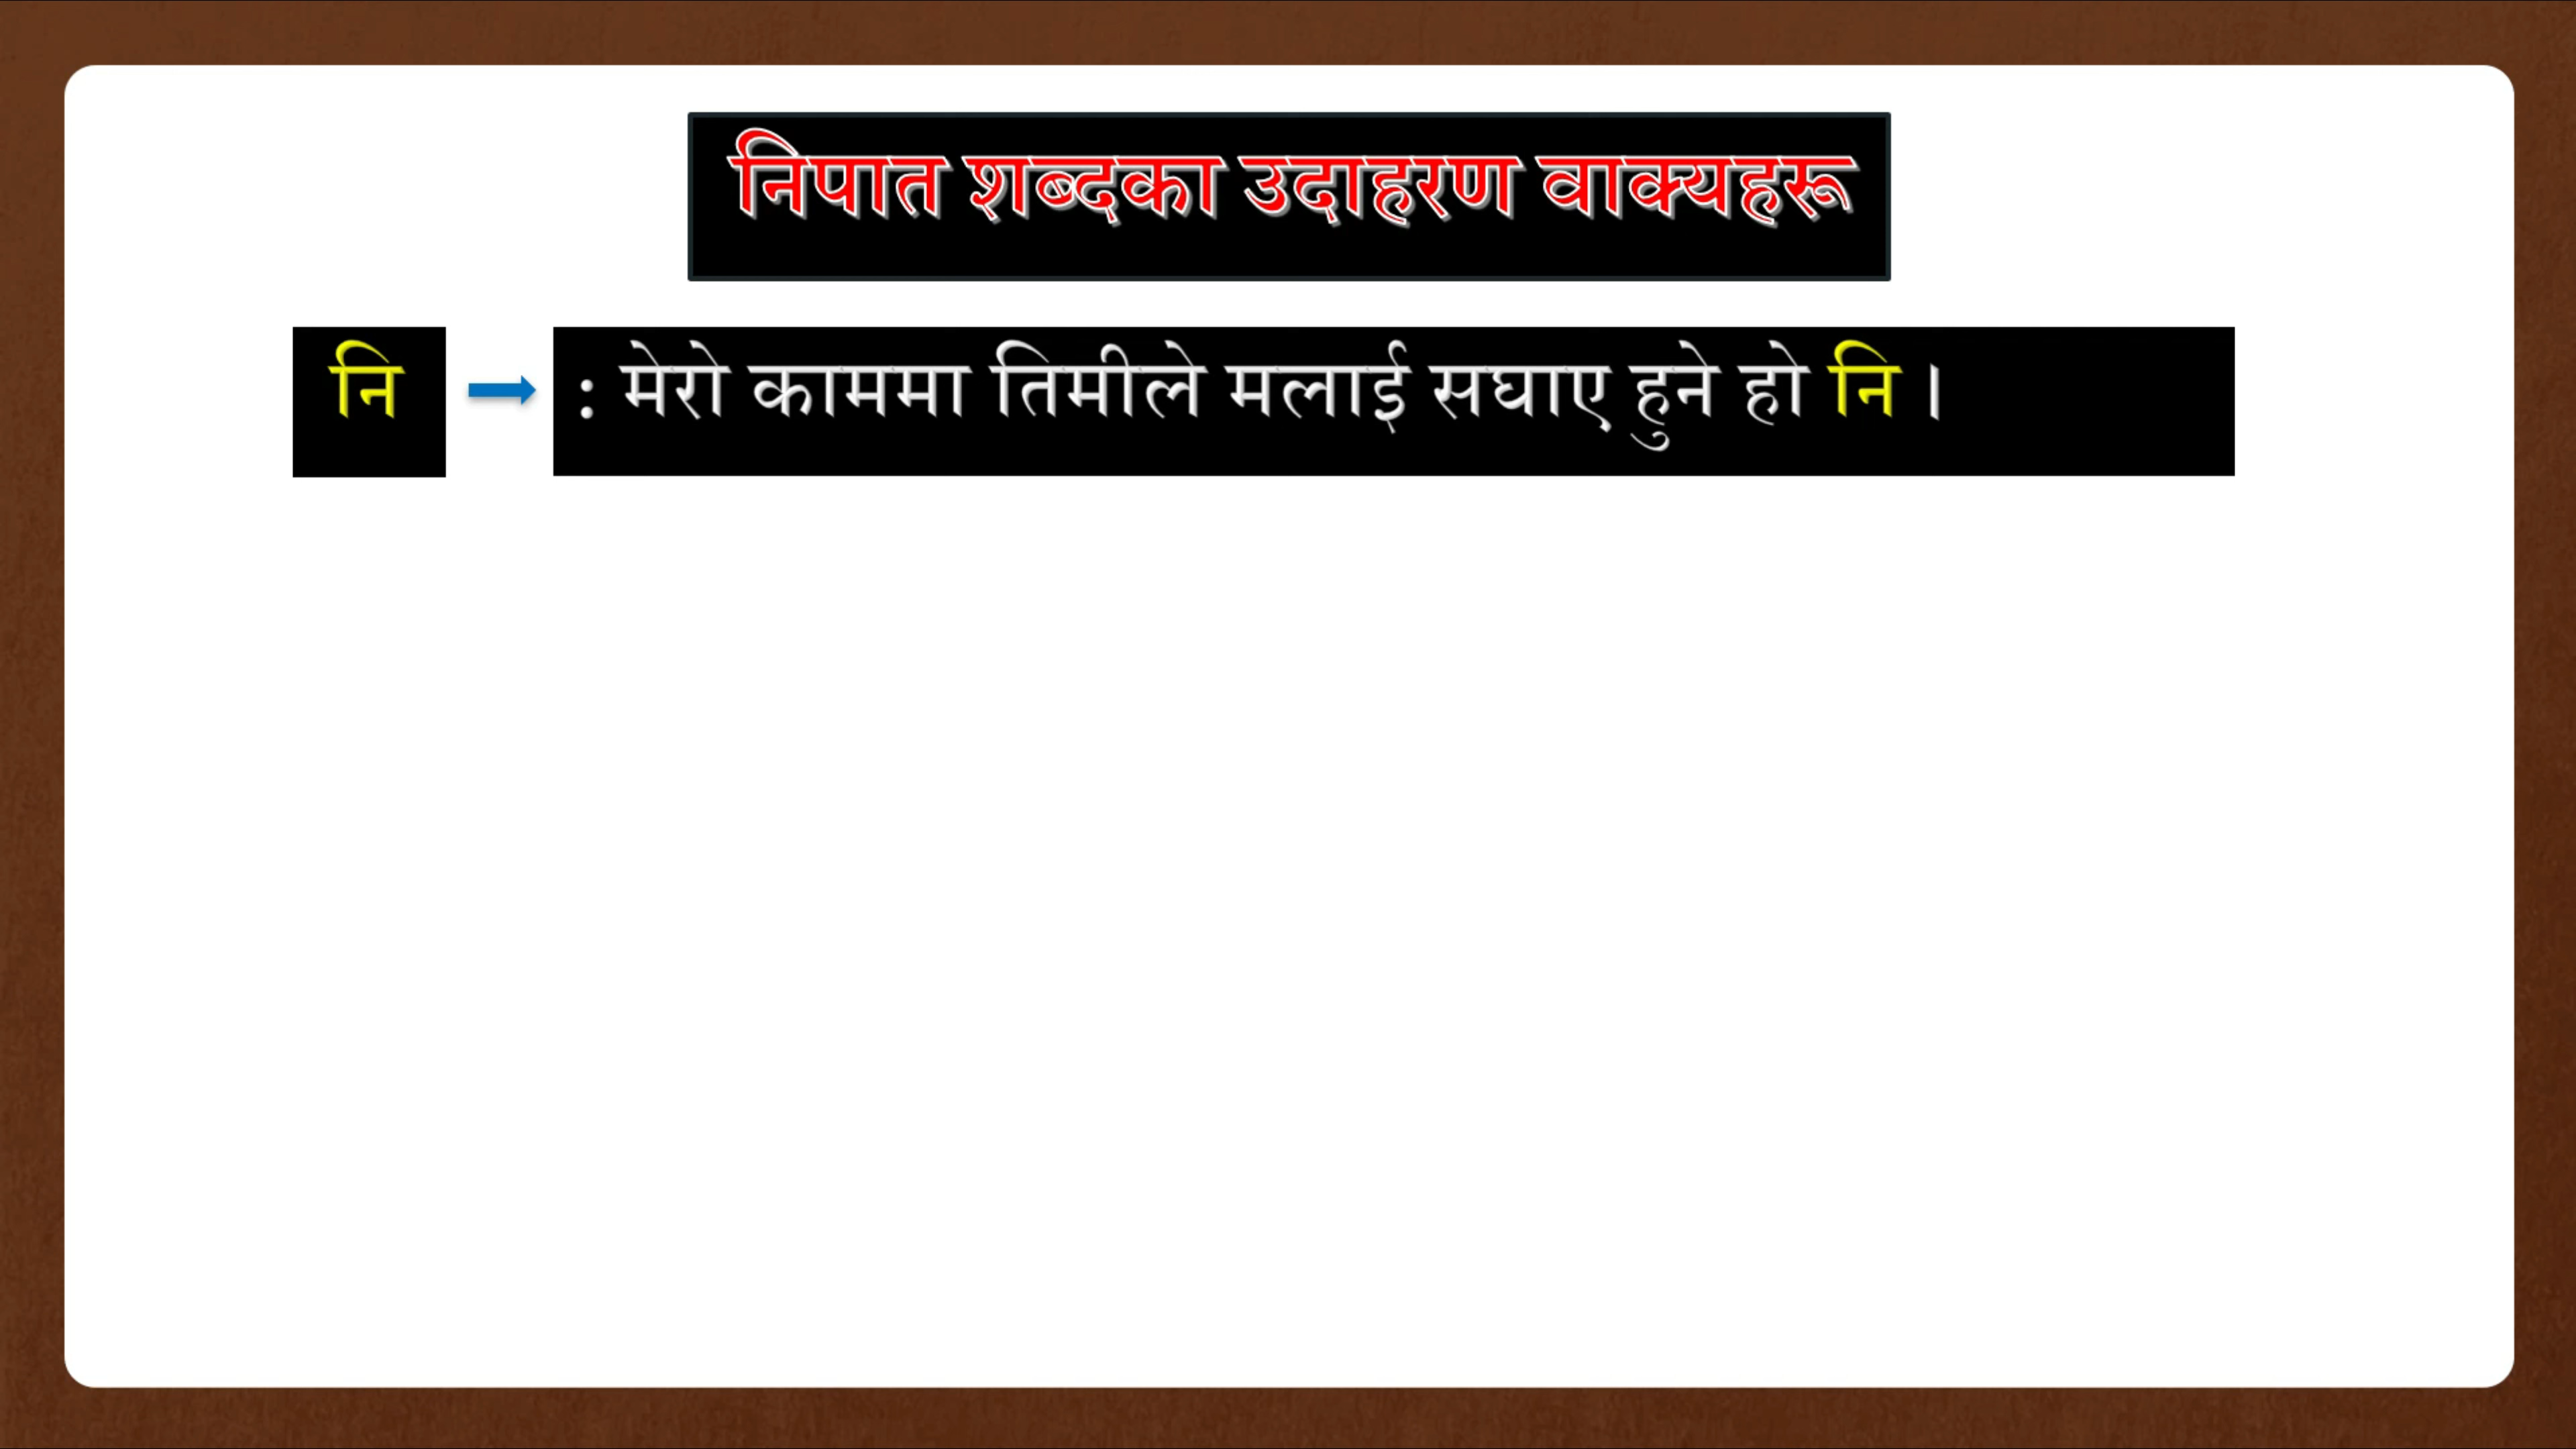 निपात शब्दका उदाहरण वाक्यहरू
नि : मेरो काममा तिमीले मलाई सघाए हुने हो नि ।